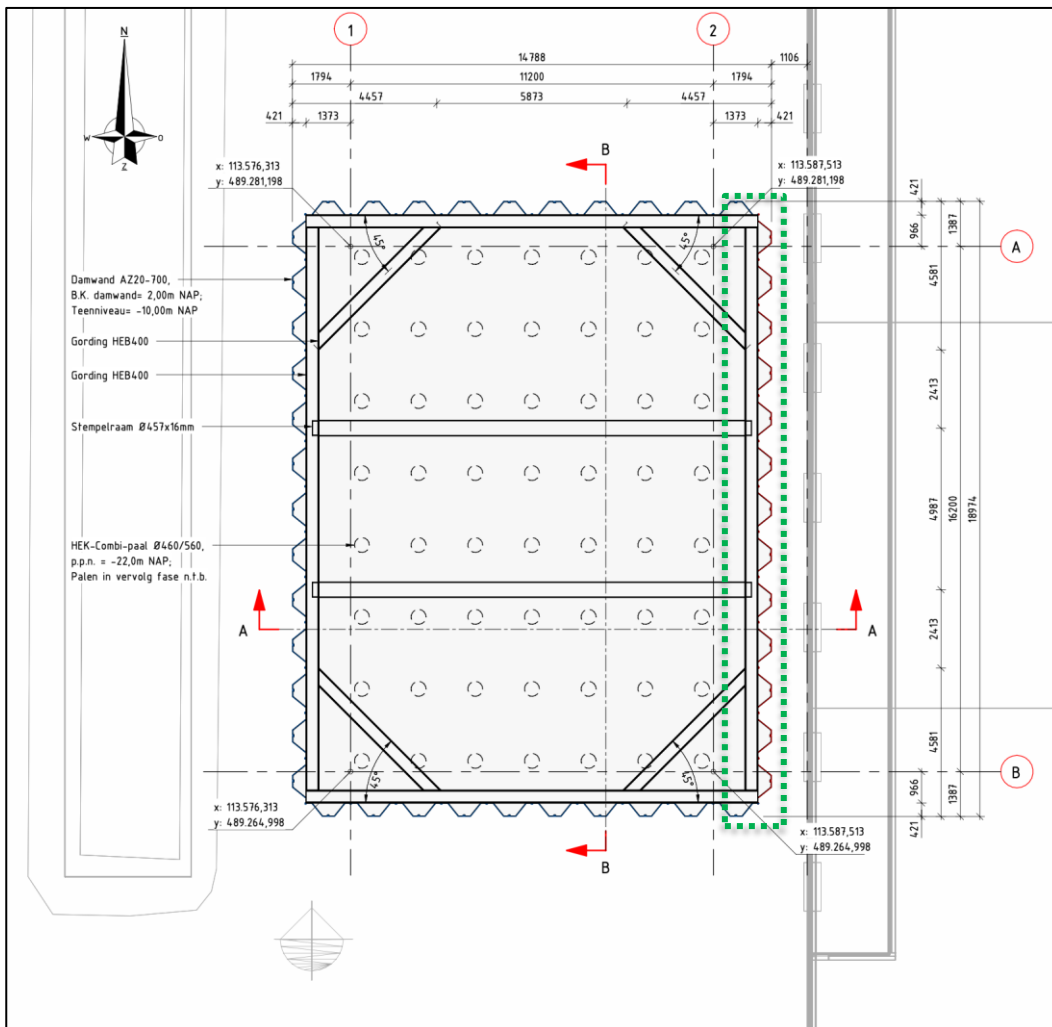 N
W
O
Z
1
2
14788
1106
1794
11200
1794
4457
5873
4457
421
1373
1373
421
B
x: 113.576,313
y: 489.281,198
x: 113.587,513
y: 489.281,198
45°
45°
421
966
1387
A
4581
Damwand AZ20-700,
B.K. damwand= 2,00m NAP;
Teenniveau= -10,00m NAP
Gording HEB400
Gording HEB400
2413
Stempelraam Ø457x16mm
4987
16200
18974
HEK-Combi-paal Ø460/560,
p.p.n. = -22,0m NAP;
Palen in vervolg fase n.t.b.
A
A
2413
4581
45°
45°
966
1387
B
421
x: 113.576,313
y: 489.264,998
x: 113.587,513
y: 489.264,998
B